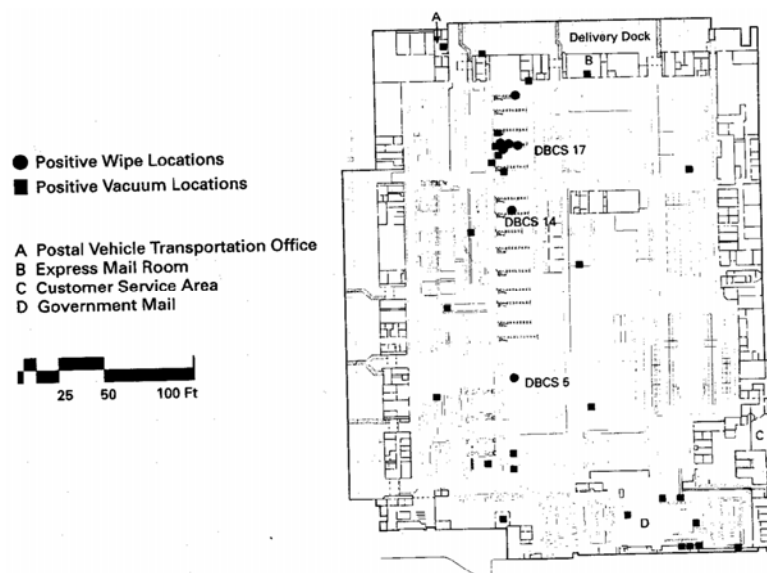 A
Delivery Dock
B
● Positive Wipe Locations
■ Positive Vacuum Locations
DBCS 17
DBCS 14
A Postal Vehicle Transportation Office
B Express Mail Room
C Customer Service Area
D Government Mail
25 50 100 Ft
DBCS 5
C
D